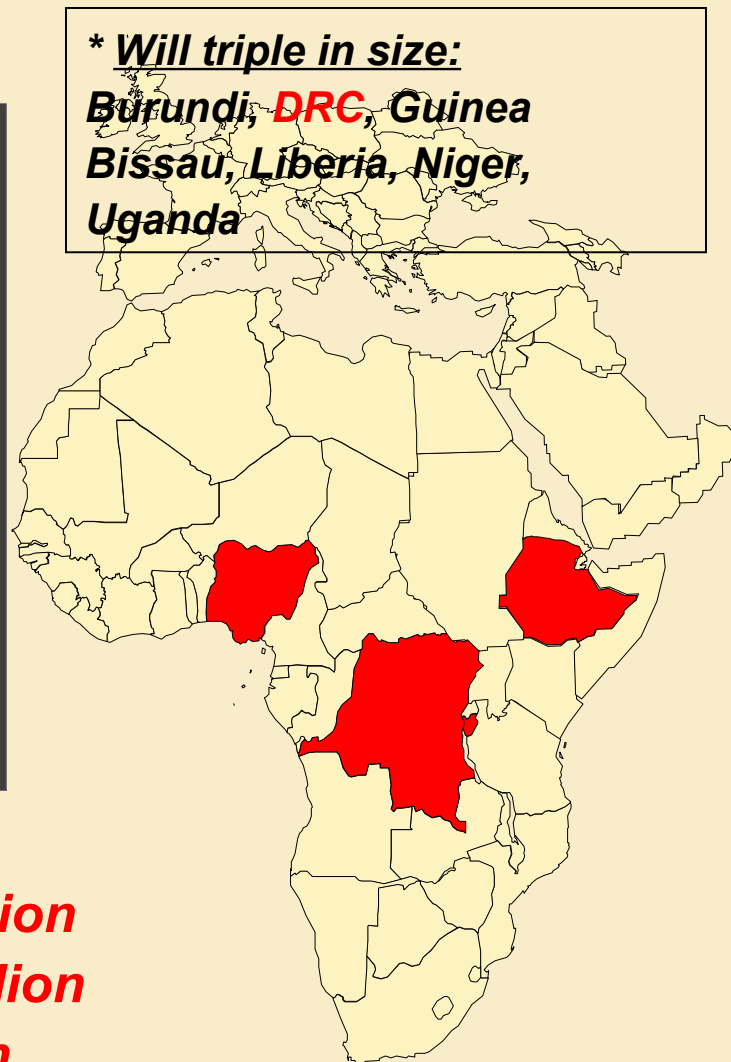 * Will triple in size:
Burundi, DRC, Guinea
Bissau, Liberia, Niger,
Uganda